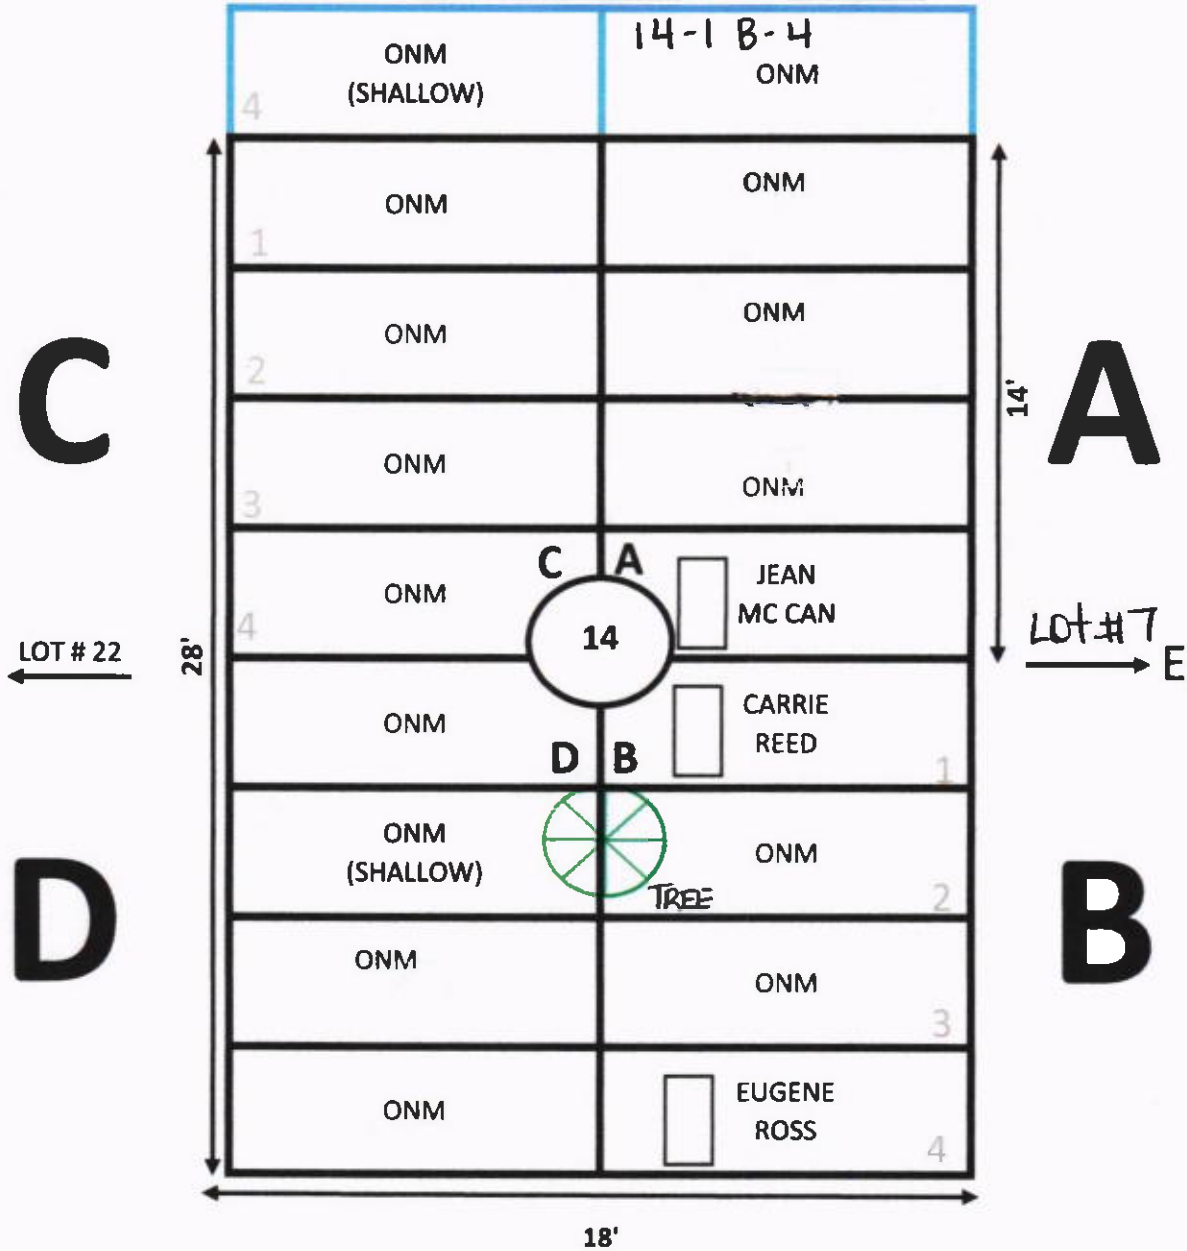 14-1 B-4
ONM
(SHALLOW)
4
ONM
ONM
1
ONM
ONM
2
ONM
C
A
14'
ONM
3
ONM
C A
ONM
4
JEAN
MC CAN
14
28'
LOT # 22
LOT #7
E
ONM
CARRIE
REED
D B
1
ONM
(SHALLOW)
ONM
TREE
2
D
B
ONM
ONM
3
ONM
EUGENE
ROSS
4
18'